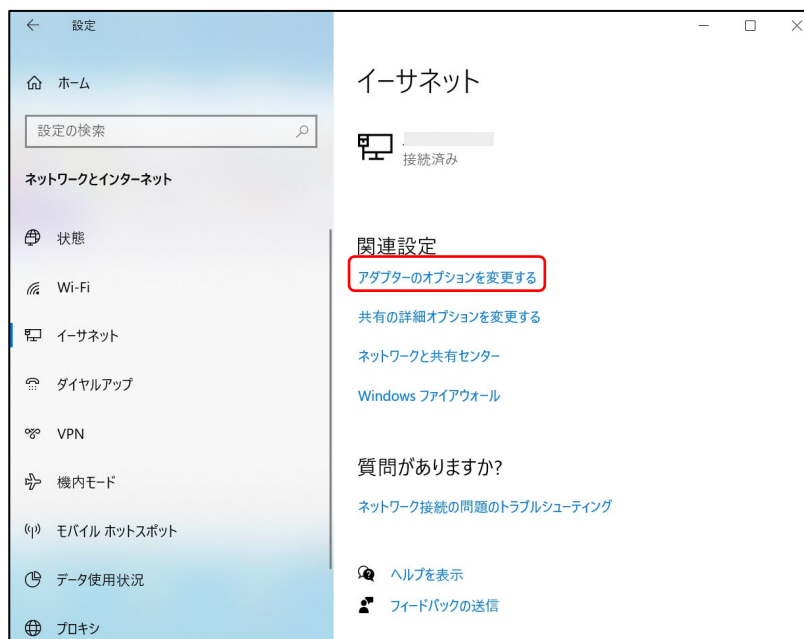 設定
ホーム
設定の検索
ネットワークとインターネット
状態
Wi-Fi
イーサネット
ダイヤルアップ
VPN
機内モード
モバイル ホットスポット
データ使用状況
プロキシ
イーサネット
接続済み
関連設定
アダプターのオプションを変更する
共有の詳細オプションを変更する
ネットワークと共有センター
Windows ファイアウォール
質問がありますか?
ネットワーク接続の問題のトラブルシューティング
ヘルプを表示
フィードバックの送信